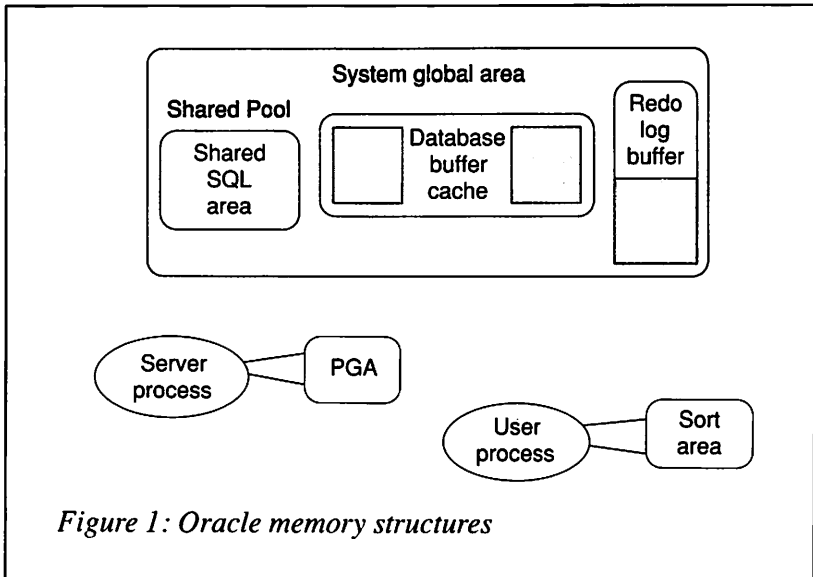 System global area
Shared Pool
Shared
SQL
area
Database
buffer
cache
Redo
log
buffer
Server
process
PGA
User
process
Sort
area
Figure 1: Oracle memory structures